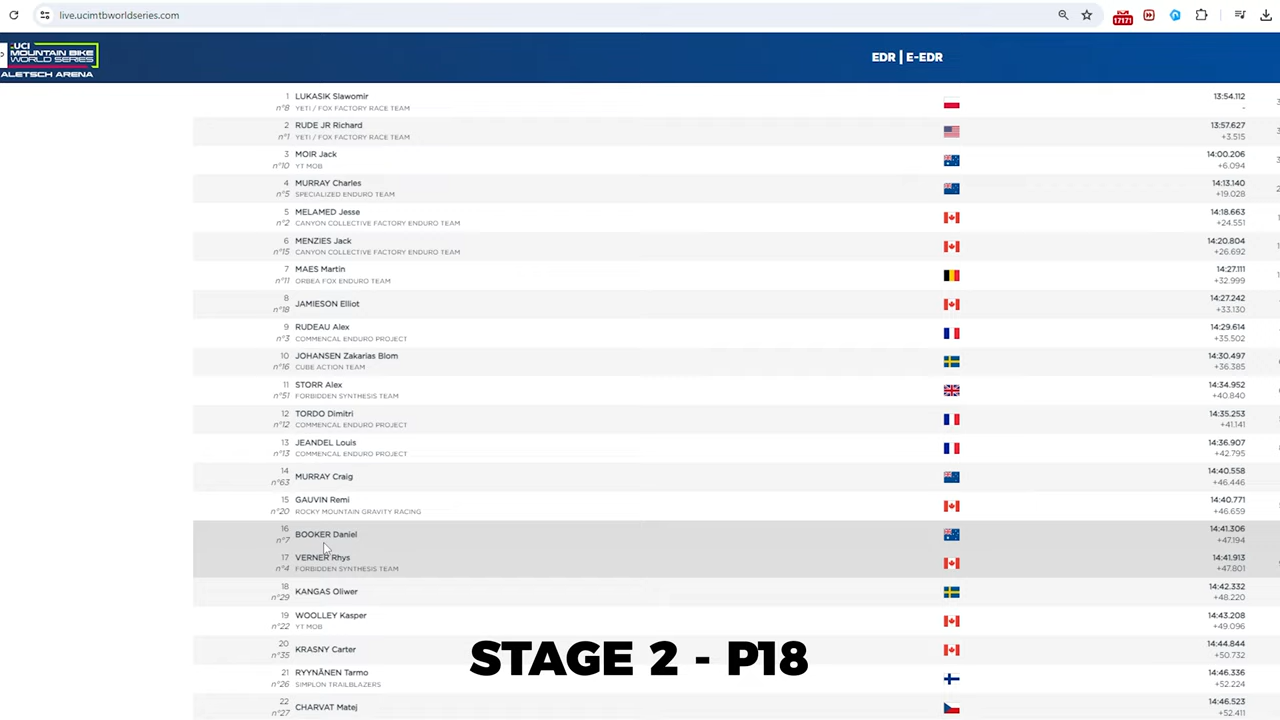 live.ucimtbworldseries.com
17171
UCI
MOUNTAIN BIKE
WORLD SERIES
ALETSCH ARENA
EDR | E-EDR
1 LUKASIK Slawomir 13:54.112
n°8 YETI / FOX FACTORY RACE TEAM -
2 RUDE JR Richard 13:57.627
n°1 YETI / FOX FACTORY RACE TEAM +3.515
3 MOIR Jack 14:00.206
n°10 YT MOB +6.094
4 MURRAY Charles 14:13.140
n°5 SPECIALIZED ENDURO TEAM +19.028
5 MELAMED Jesse 14:18.663
n°2 CANYON COLLECTIVE FACTORY ENDURO TEAM +24.551
6 MENZIES Jack 14:20.804
n°15 CANYON COLLECTIVE FACTORY ENDURO TEAM +26.692
7 MAES Martin 14:27.111
n°11 ORBEA FOX ENDURO TEAM +32.999
8 JAMIESON Elliot 14:27.242
n°18 +33.130
9 RUDEAU Alex 14:29.614
n°3 COMMENCAL ENDURO PROJECT +35.502
10 JOHANSEN Zakarias Blom 14:30.497
n°16 CUBE ACTION TEAM +36.385
11 STORR Alex 14:34.952
n°51 FORBIDDEN SYNTHESIS TEAM +40.840
12 TORDO Dimitri 14:35.253
n°12 COMMENCAL ENDURO PROJECT +41.141
13 JEANDEL Louis 14:36.907
n°13 COMMENCAL ENDURO PROJECT +42.795
14 MURRAY Craig 14:40.558
n°63 +46.446
15 GAUVIN Remi 14:40.771
n°20 ROCKY MOUNTAIN GRAVITY RACING +46.659
16 BOOKER Daniel 14:41.306
n°7 +47.194
17 VERNER Rhys 14:41.913
n°4 FORBIDDEN SYNTHESIS TEAM +47.801
18 KANGAS Oliwer 14:42.332
n°29 +48.220
19 WOOLLEY Kasper 14:43.208
n°22 YT MOB +49.096
20 KRASNY Carter 14:44.844
n°35 +50.732
21 RYYNÄNEN Tarmo 14:46.336
n°26 SIMPLON TRAILBLAZERS +52.224
22 CHARVAT Matej 14:46.523
n°27 +52.411
STAGE 2 - P18